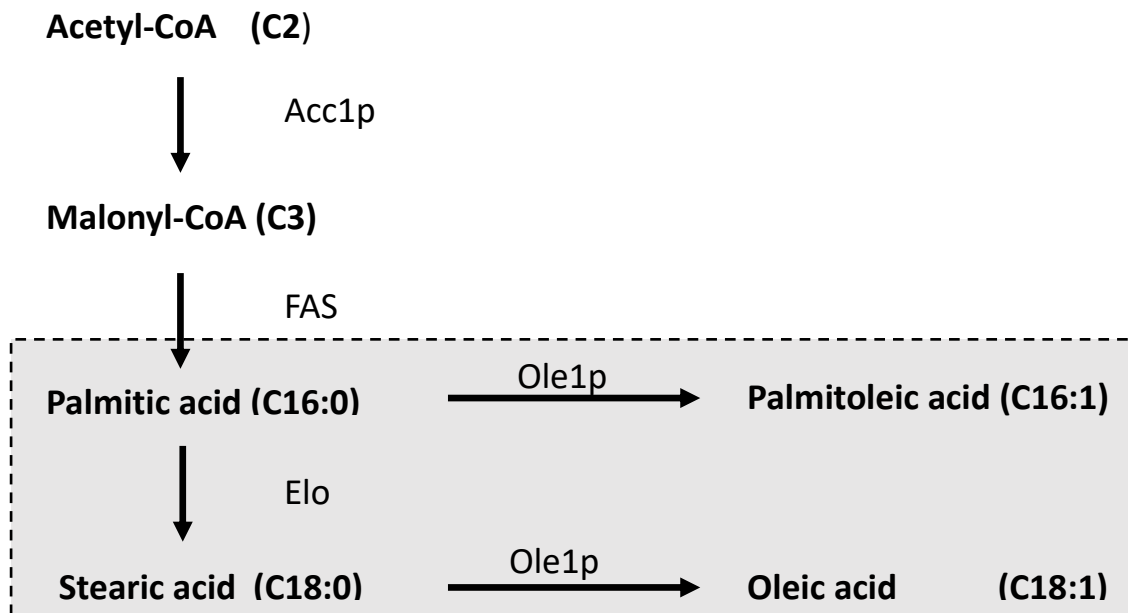 Acetyl-CoA (C2)
Acc1p
Malonyl-CoA (C3)
FAS
Ole1p
Palmitic acid (C16:0) Palmitoleic acid (C16:1)
Elo
Ole1p
Stearic acid (C18:0) Oleic acid (C18:1)